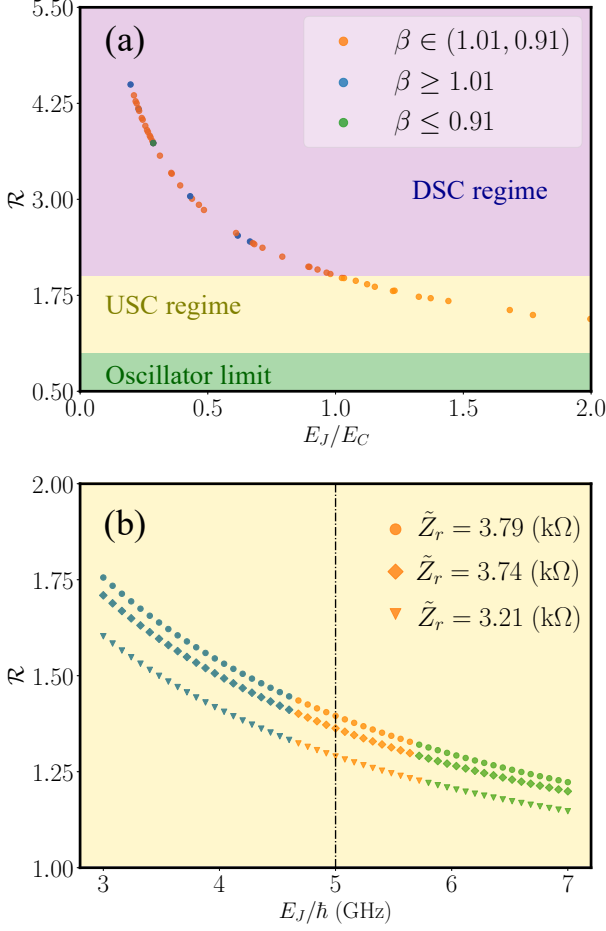 (a)
β ∈ (1.01, 0.91)
β ≥ 1.01
β ≤ 0.91
DSC regime
USC regime
Oscillator limit
5.50
4.25
3.00
1.75
0.50
ℛ
0.0
0.5
1.0
1.5
2.0
E_J/E_C
(b)
Z̃_r = 3.79 (kΩ)
Z̃_r = 3.74 (kΩ)
Z̃_r = 3.21 (kΩ)
2.00
1.75
1.50
1.25
1.00
ℛ
3
4
5
6
7
E_J/ħ (GHz)